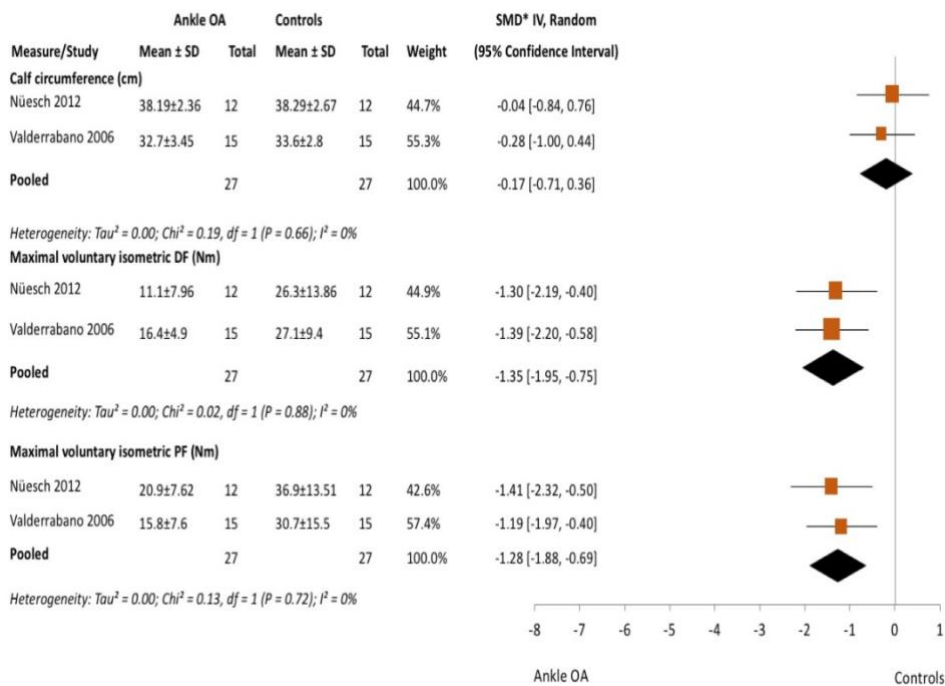 Ankle OA Controls SMD* IV, Random
Measure/Study Mean ± SD Total Mean ± SD Total Weight (95% Confidence Interval)
Calf circumference (cm)
Nüesch 2012 38.19±2.36 12 38.29±2.67 12 44.7% -0.04 [-0.84, 0.76]
Valderrabano 2006 32.7±3.45 15 33.6±2.8 15 55.3% -0.28 [-1.00, 0.44]
Pooled 27 27 100.0% -0.17 [-0.71, 0.36]
Heterogeneity: Tau² = 0.00; Chi² = 0.19, df = 1 (P = 0.66); I² = 0%
Maximal voluntary isometric DF (Nm)
Nüesch 2012 11.1±7.96 12 26.3±13.86 12 44.9% -1.30 [-2.19, -0.40]
Valderrabano 2006 16.4±4.9 15 27.1±9.4 15 55.1% -1.39 [-2.20, -0.58]
Pooled 27 27 100.0% -1.35 [-1.95, -0.75]
Heterogeneity: Tau² = 0.00; Chi² = 0.02, df = 1 (P = 0.88); I² = 0%
Maximal voluntary isometric PF (Nm)
Nüesch 2012 20.9±7.62 12 36.9±13.51 12 42.6% -1.41 [-2.32, -0.50]
Valderrabano 2006 15.8±7.6 15 30.7±15.5 15 57.4% -1.19 [-1.97, -0.40]
Pooled 27 27 100.0% -1.28 [-1.88, -0.69]
Heterogeneity: Tau² = 0.00; Chi² = 0.13, df = 1 (P = 0.72); I² = 0%
-8 -7 -6 -5 -4 -3 -2 -1 0 1
Ankle OA Controls